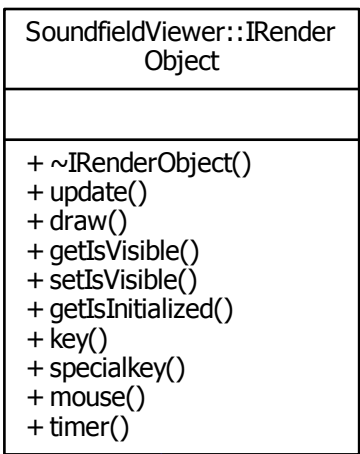 SoundfieldViewer::IRender
Object
+ ~IRenderObject()
+ update()
+ draw()
+ getIsVisible()
+ setIsVisible()
+ getIsInitialized()
+ key()
+ specialkey()
+ mouse()
+ timer()